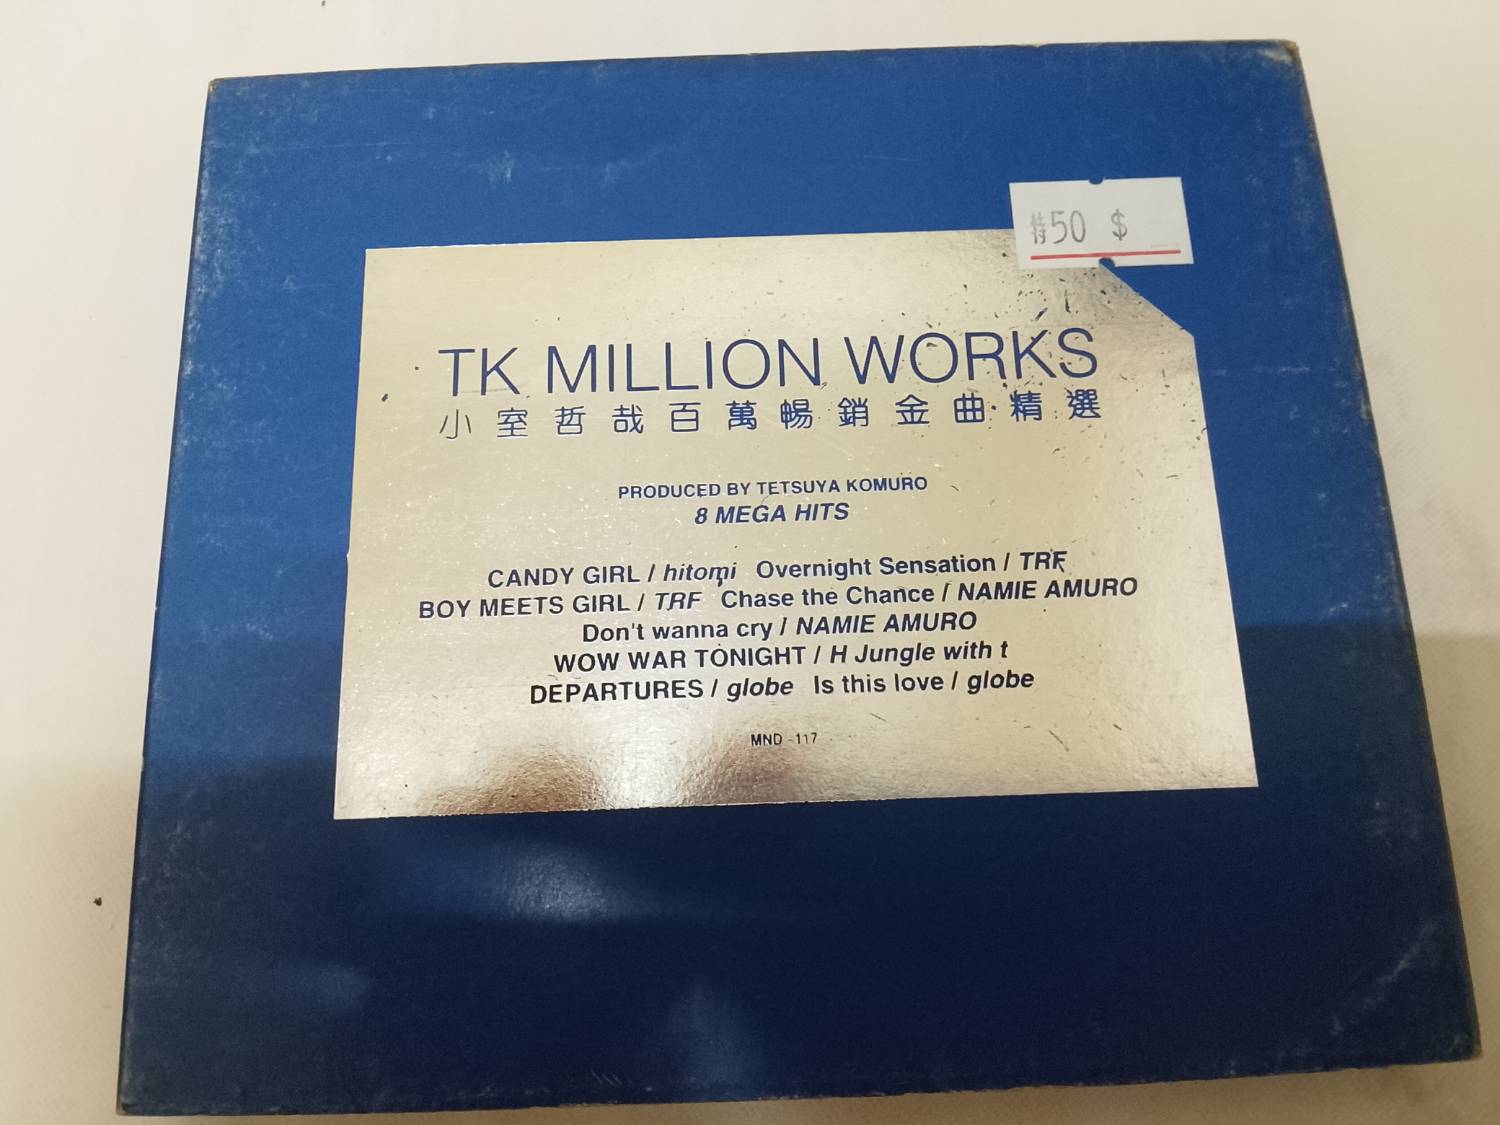 特50 $
TK MILLION WORKS
小室哲哉百萬暢銷金曲精選
PRODUCED BY TETSUYA KOMURO
8 MEGA HITS
CANDY GIRL / hitomi Overnight Sensation / TRF
BOY MEETS GIRL / TRF Chase the Chance / NAMIE AMURO
Don't wanna cry / NAMIE AMURO
WOW WAR TONIGHT / H Jungle with t
DEPARTURES / globe Is this love / globe
MND-117